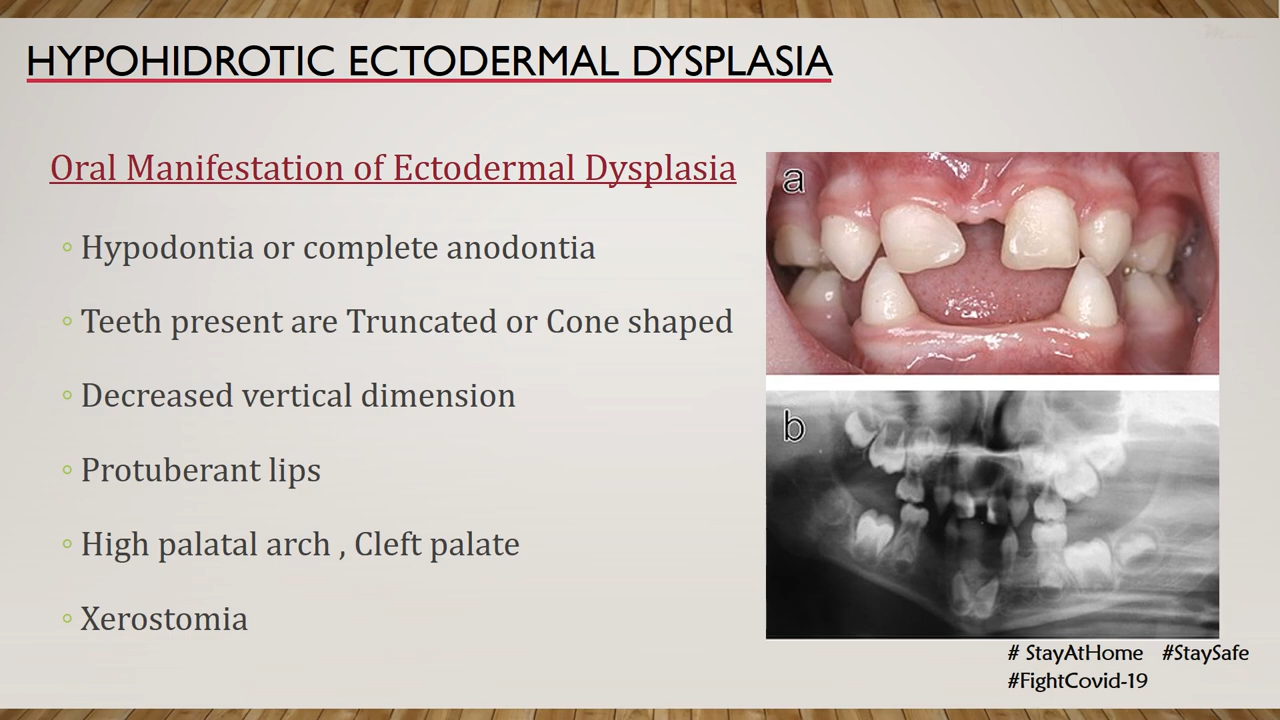 HYPOHIDROTIC ECTODERMAL DYSPLASIA
Oral Manifestation of Ectodermal Dysplasia
◦ Hypodontia or complete anodontia
◦ Teeth present are Truncated or Cone shaped
◦ Decreased vertical dimension
◦ Protuberant lips
◦ High palatal arch , Cleft palate
◦ Xerostomia
a
b
# StayAtHome #StaySafe
#FightCovid-19